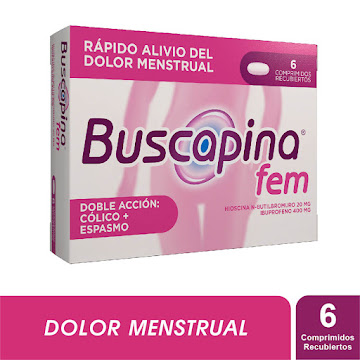 RÁPIDO ALIVIO DEL
DOLOR MENSTRUAL
6
COMPRIMIDOS
RECUBIERTOS
Buscapina®
fem
DOBLE ACCIÓN:
CÓLICO +
ESPASMO
HIOSCINA N-BUTILBROMURO 20 MG
IBUPROFENO 400 MG
DOLOR MENSTRUAL
6
Comprimidos
Recubiertos